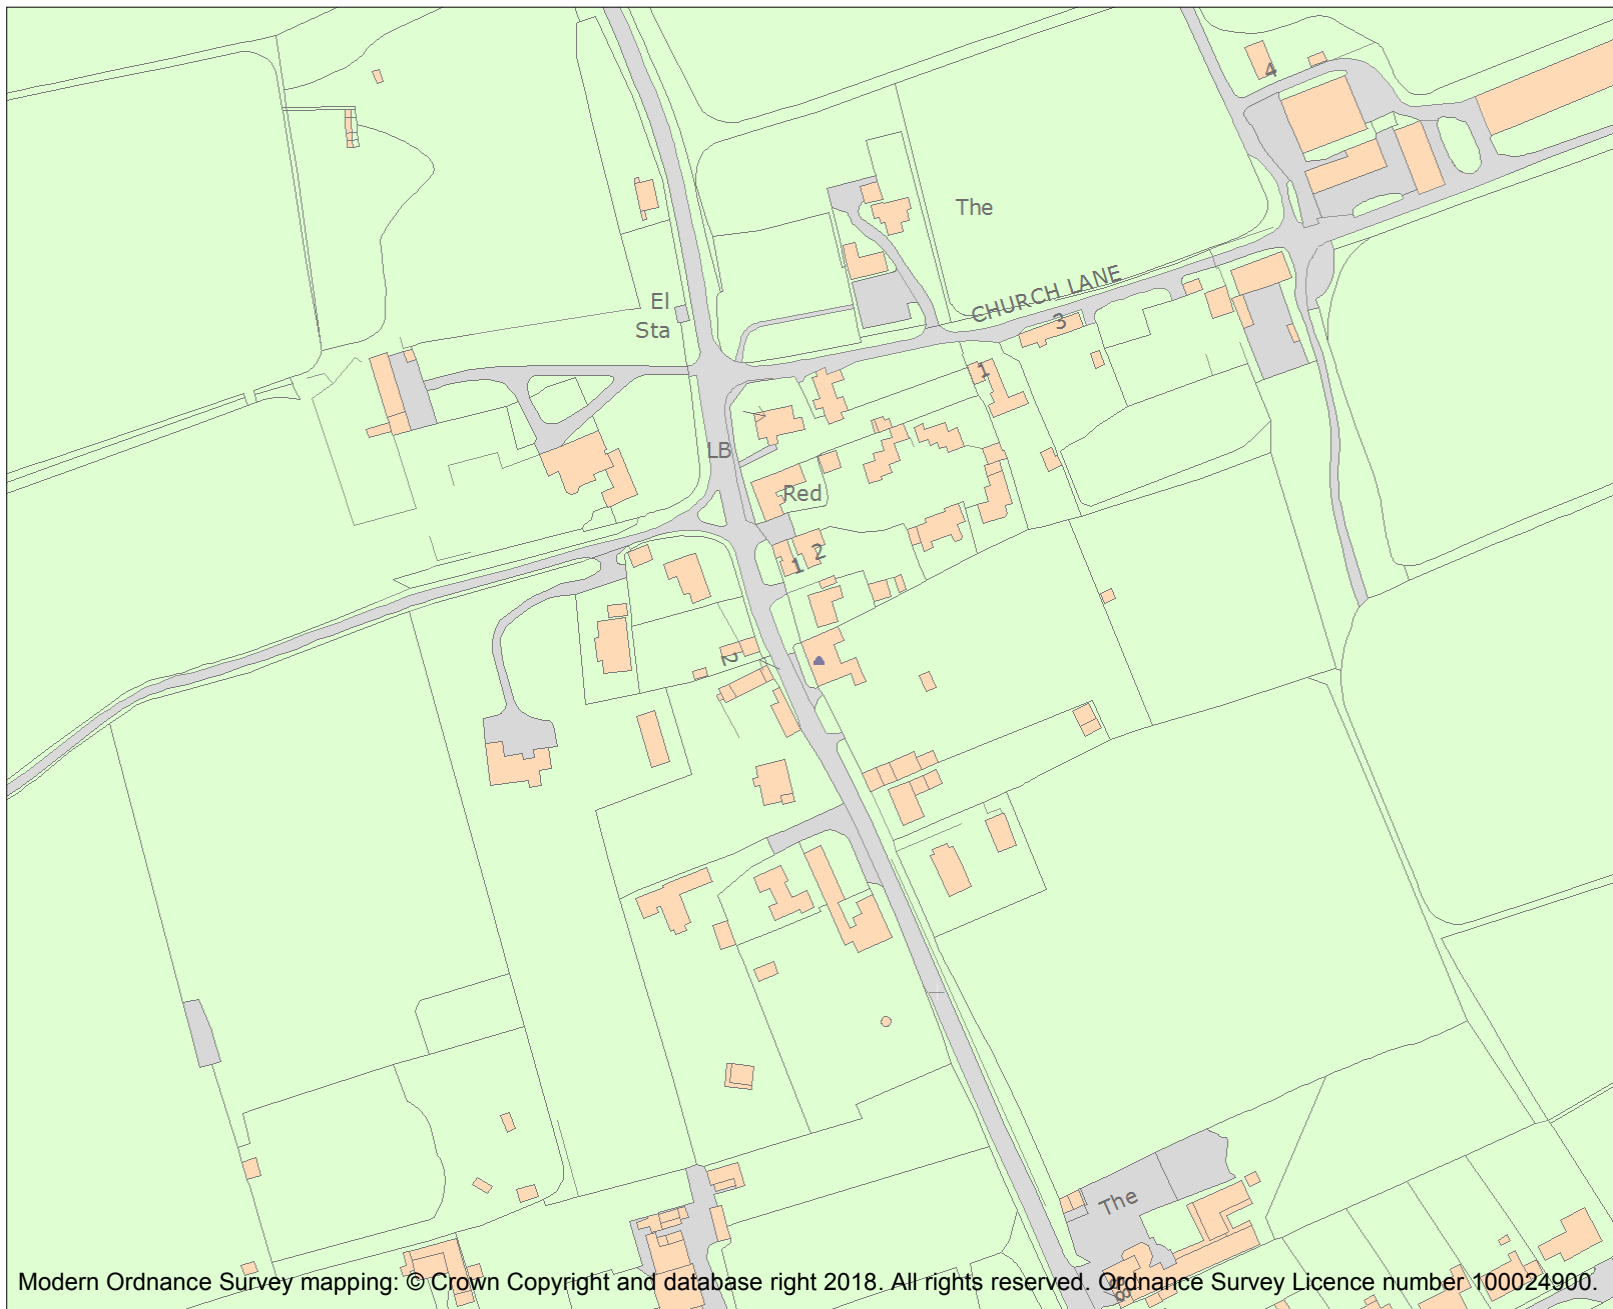 4
The
El
Sta
CHURCH LANE
3
1
LB
Red
2
1
2
The
8
Modern Ordnance Survey mapping: © Crown Copyright and database right 2018. All rights reserved. Ordnance Survey Licence number 100024900.